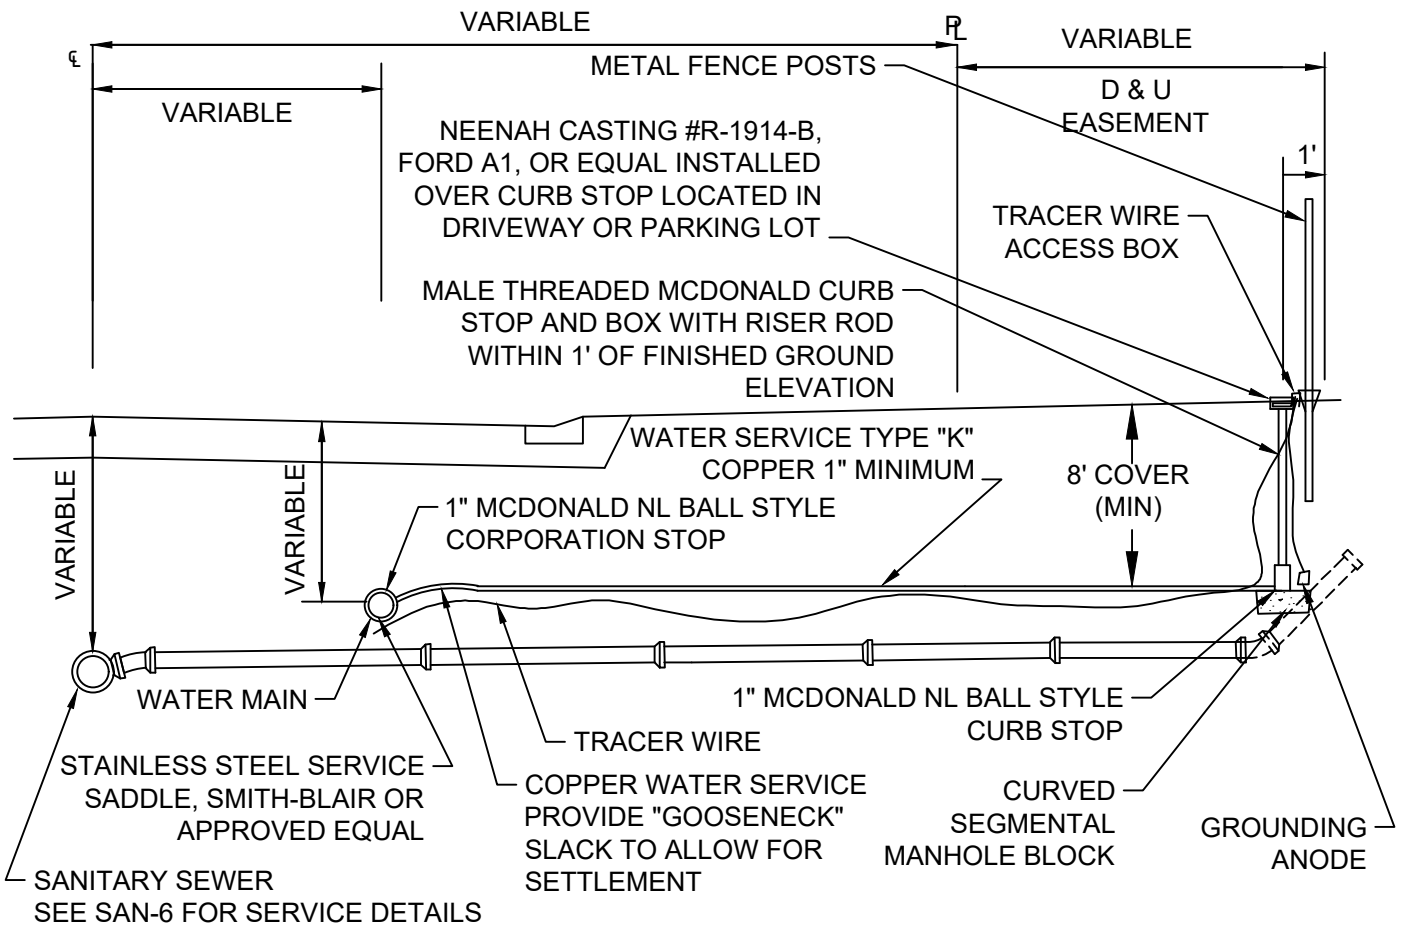 VARIABLE
℄
PL
VARIABLE
METAL FENCE POSTS
D & U
EASEMENT
VARIABLE
NEENAH CASTING #R-1914-B,
FORD A1, OR EQUAL INSTALLED
OVER CURB STOP LOCATED IN
DRIVEWAY OR PARKING LOT
1'
TRACER WIRE
ACCESS BOX
MALE THREADED MCDONALD CURB
STOP AND BOX WITH RISER ROD
WITHIN 1' OF FINISHED GROUND
ELEVATION
WATER SERVICE TYPE "K"
COPPER 1" MINIMUM
8' COVER
(MIN)
VARIABLE
VARIABLE
1" MCDONALD NL BALL STYLE
CORPORATION STOP
WATER MAIN
1" MCDONALD NL BALL STYLE
CURB STOP
TRACER WIRE
STAINLESS STEEL SERVICE
SADDLE, SMITH-BLAIR OR
APPROVED EQUAL
COPPER WATER SERVICE
PROVIDE "GOOSENECK"
SLACK TO ALLOW FOR
SETTLEMENT
CURVED
SEGMENTAL
MANHOLE BLOCK
GROUNDING
ANODE
SANITARY SEWER
SEE SAN-6 FOR SERVICE DETAILS